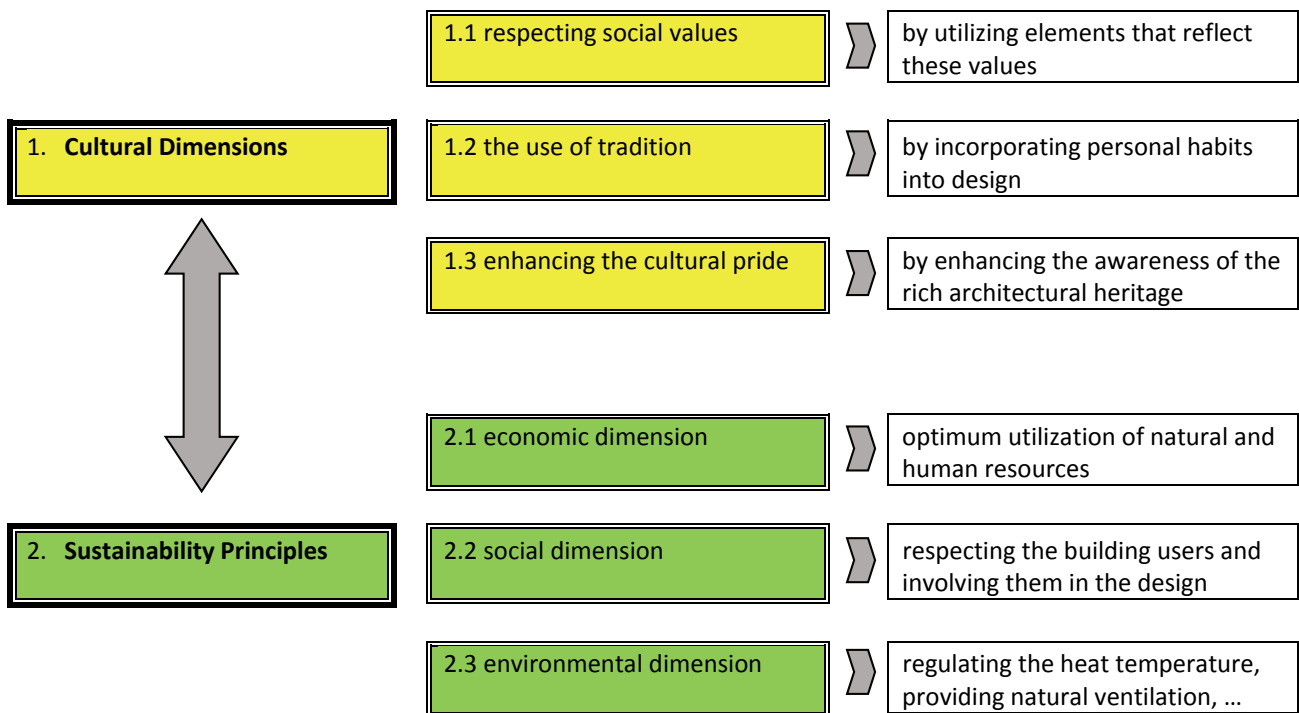 1.1 respecting social values
by utilizing elements that reflect
these values
1. Cultural Dimensions
1.2 the use of tradition
by incorporating personal habits
into design
1.3 enhancing the cultural pride
by enhancing the awareness of the
rich architectural heritage
2.1 economic dimension
optimum utilization of natural and
human resources
2. Sustainability Principles
2.2 social dimension
respecting the building users and
involving them in the design
2.3 environmental dimension
regulating the heat temperature,
providing natural ventilation, …